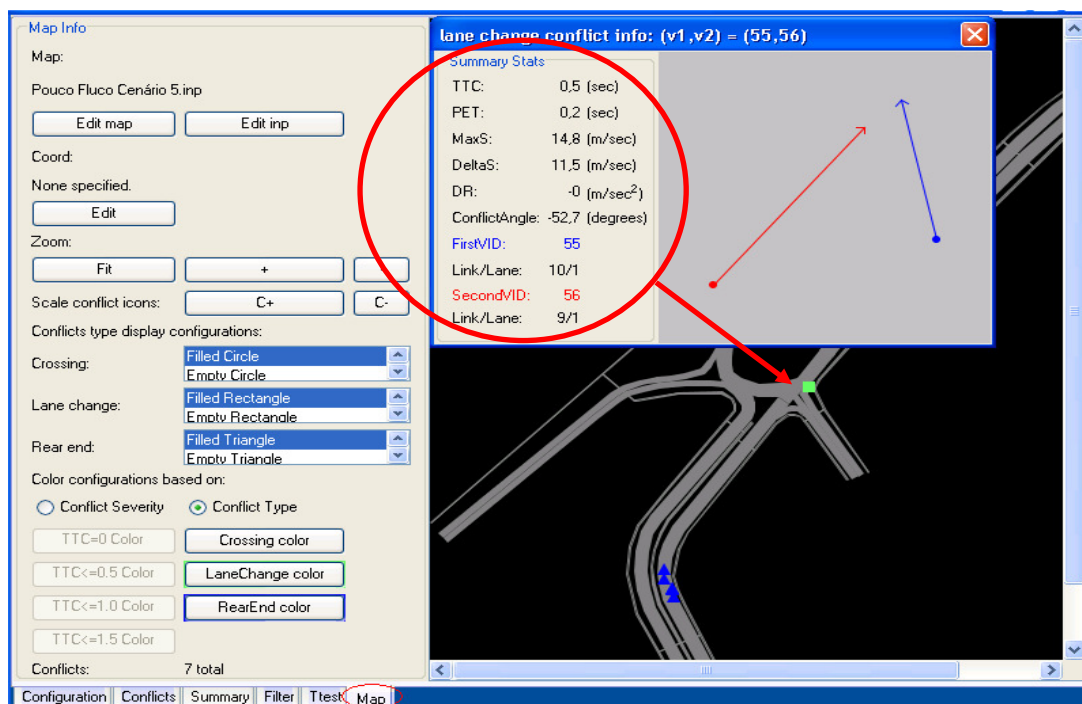 Map Info
Map:
Pouco Fluco Cenário 5.inp
Edit map Edit inp
Coord:
None specified.
Edit
Zoom:
Fit + -
Scale conflict icons: C+ C-
Conflicts type display configurations:
Crossing: Filled Circle
Empty Circle
Lane change: Filled Rectangle
Empty Rectangle
Rear end: Filled Triangle
Empty Triangle
Color configurations based on:
Conflict Severity Conflict Type
TTC=0 Color Crossing color
TTC<=0.5 Color LaneChange color
TTC<=1.0 Color RearEnd color
TTC<=1.5 Color
Conflicts: 7 total
Configuration Conflicts Summary Filter Ttest Map
lane change conflict info: (v1,v2) = (55,56)
Summary Stats
TTC: 0,5 (sec)
PET: 0,2 (sec)
MaxS: 14,8 (m/sec)
DeltaS: 11,5 (m/sec)
DR: -0 (m/sec²)
ConflictAngle: -52,7 (degrees)
FirstVID: 55
Link/Lane: 10/1
SecondVID: 56
Link/Lane: 9/1